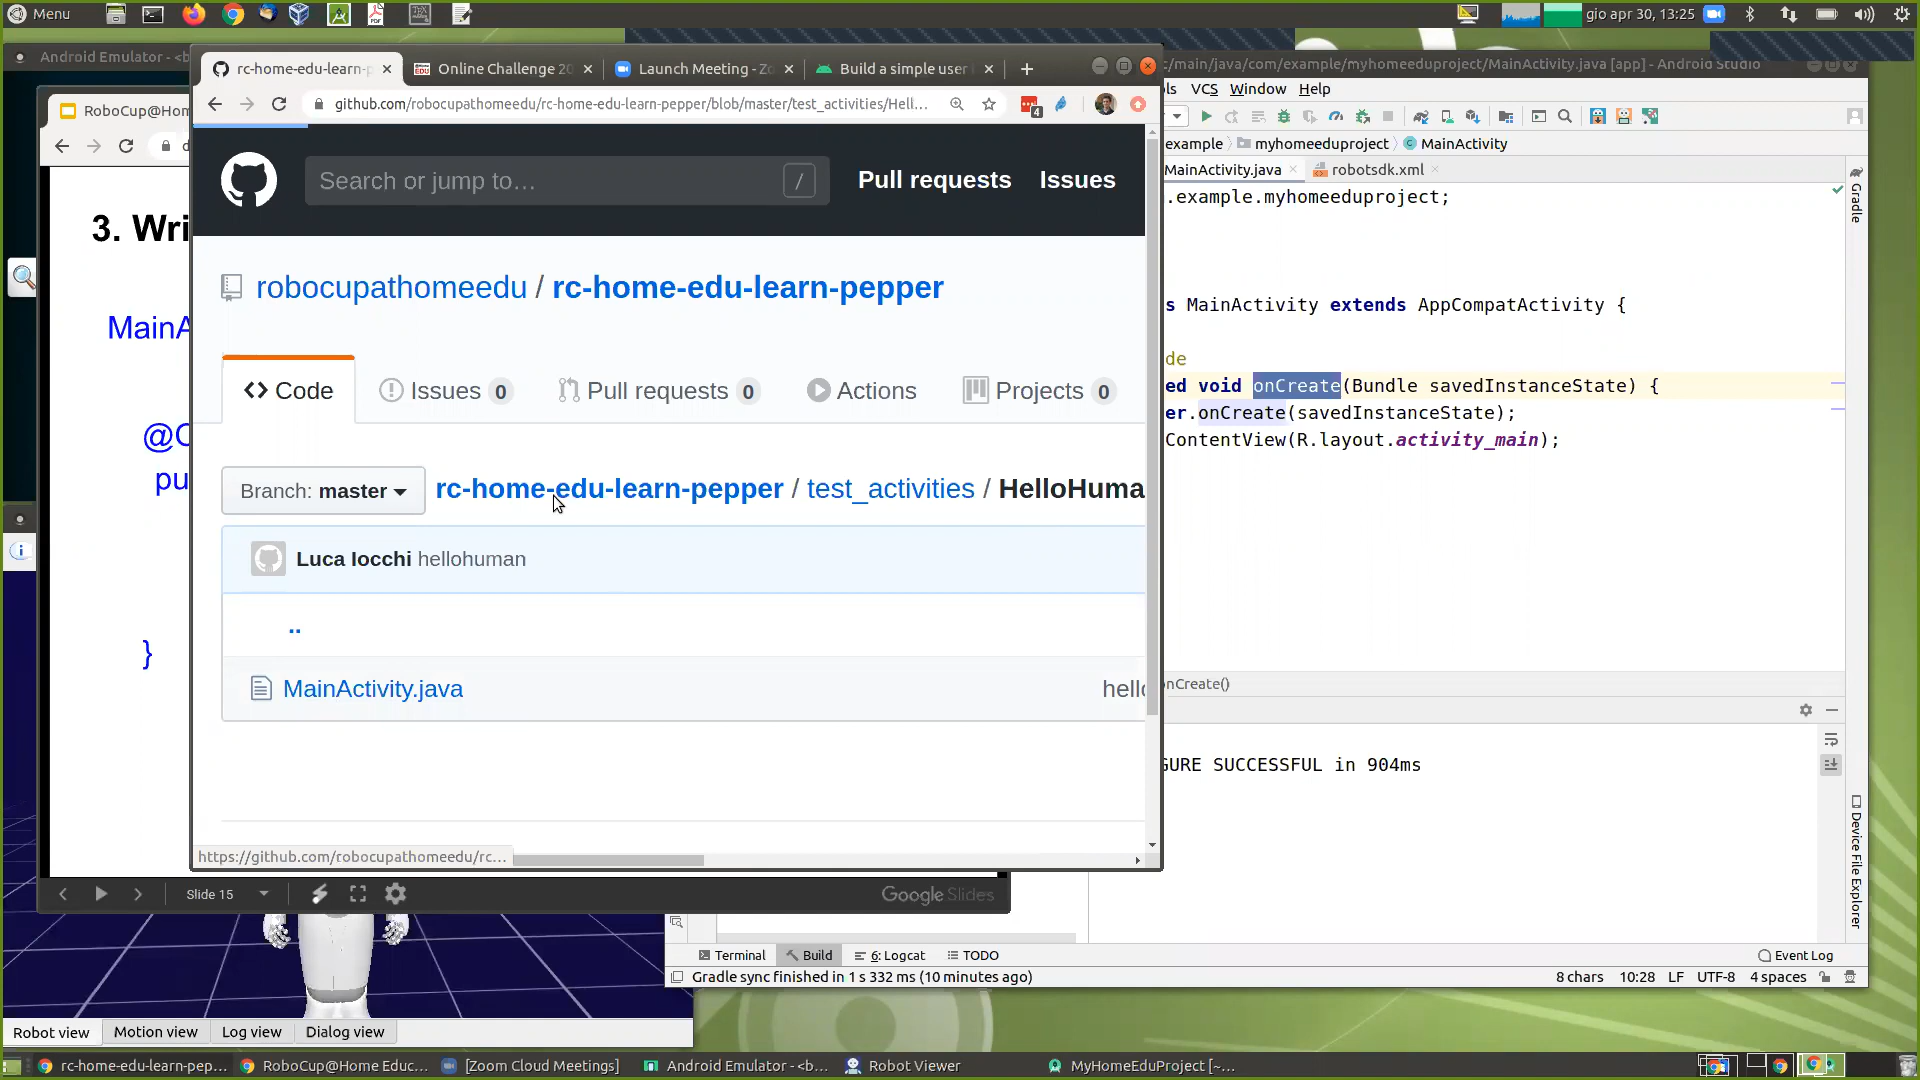 Menu
gio apr 30, 13:25
Android Emulator - <b
rc-home-edu-learn-p
Online Challenge 20
Launch Meeting - Zo
Build a simple user
/main/java/com/example/myhomeeduproject/MainActivity.java [app] - Android Studio
RoboCup@Hom
github.com/robocupathomeedu/rc-home-edu-learn-pepper/blob/master/test_activities/Hell...
4
ls VCS Window Help
d
example
myhomeeduproject
MainActivity
Search or jump to...
/
Pull requests
Issues
MainActivity.java
robotsdk.xml
.example.myhomeeduproject;
Gradle
3. Wri
robocupathomeedu / rc-home-edu-learn-pepper
s MainActivity extends AppCompatActivity {
MainA
de
Code
Issues 0
Pull requests 0
Actions
Projects 0
ed void onCreate(Bundle savedInstanceState) {
er.onCreate(savedInstanceState);
ContentView(R.layout.activity_main);
@O
pu
Branch: master
rc-home-edu-learn-pepper / test_activities / HelloHuma
Luca Iocchi hellohuman
..
}
MainActivity.java
hello
onCreate()
GURE SUCCESSFUL in 904ms
Device File Explorer
https://github.com/robocupathomeedu/rc...
Slide 15
Google Slides
Terminal
Build
6: Logcat
TODO
Event Log
Gradle sync finished in 1 s 332 ms (10 minutes ago)
8 chars 10:28 LF UTF-8 4 spaces
Robot view
Motion view
Log view
Dialog view
rc-home-edu-learn-pep...
RoboCup@Home Educ...
[Zoom Cloud Meetings]
Android Emulator - <b...
Robot Viewer
MyHomeEduProject [~...